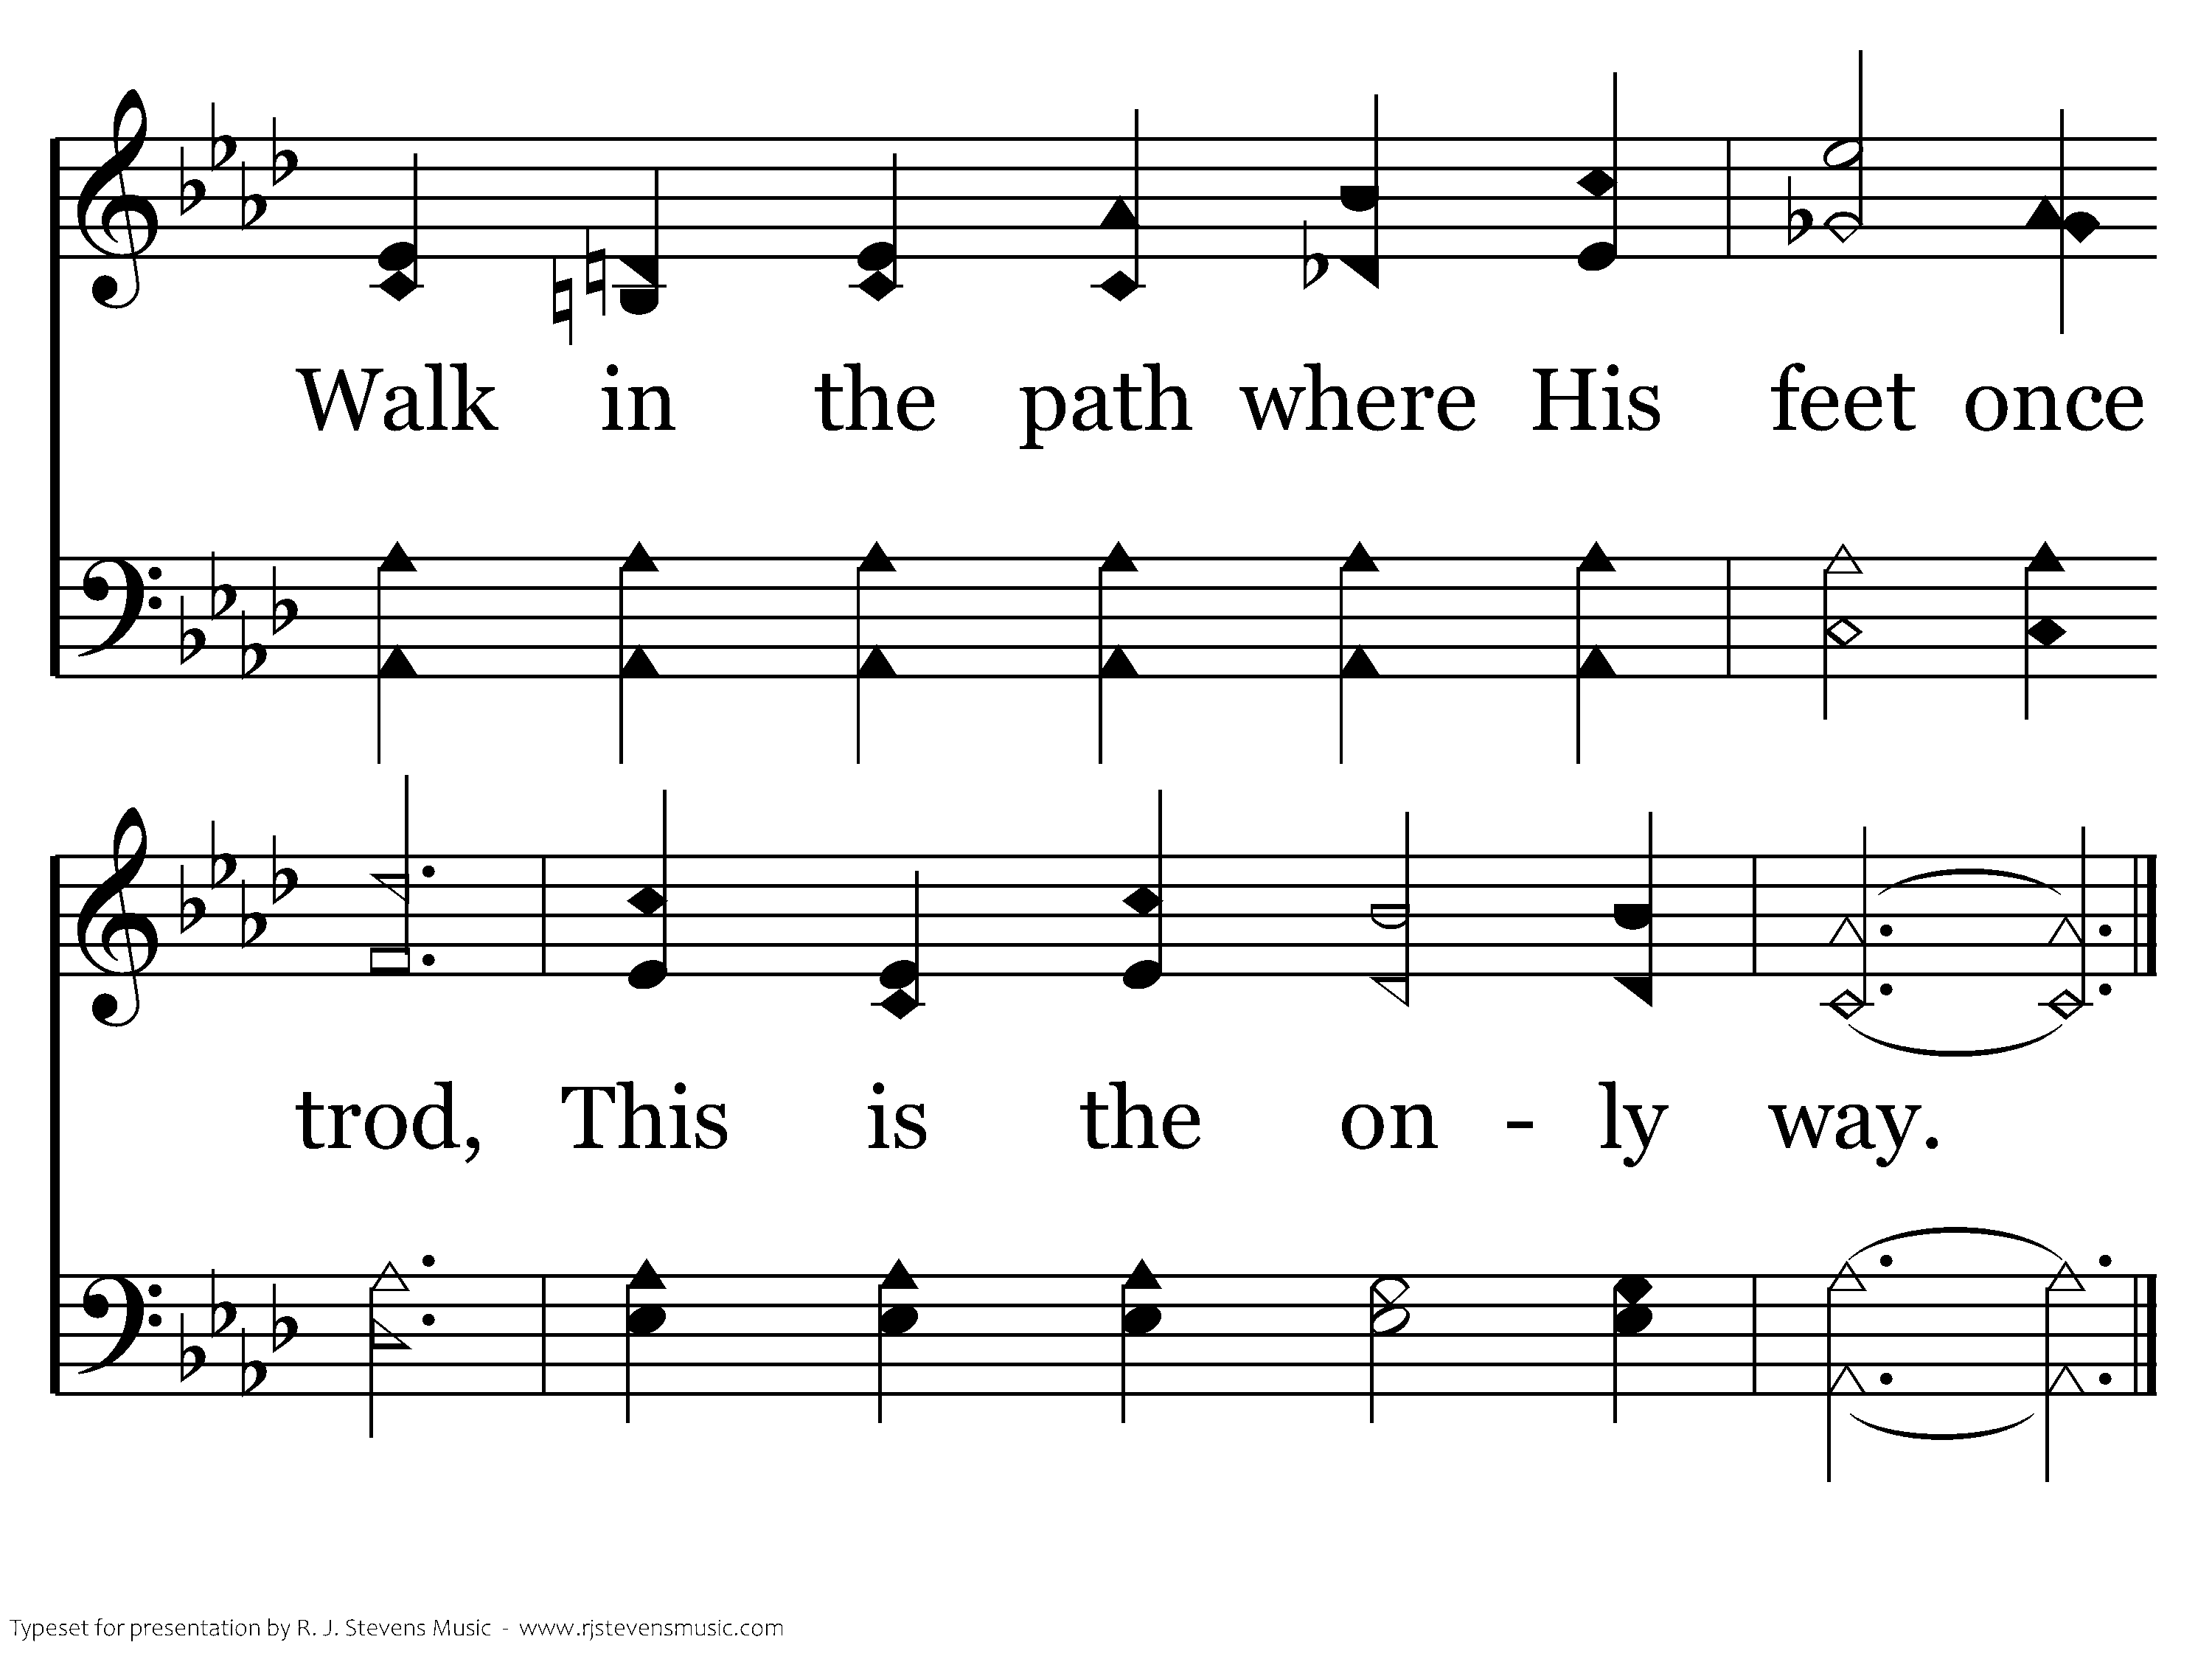 Walk in the path where His feet once
trod, This is the on - ly way.
Typeset for presentation by R. J. Stevens Music - www.rjstevensmusic.com